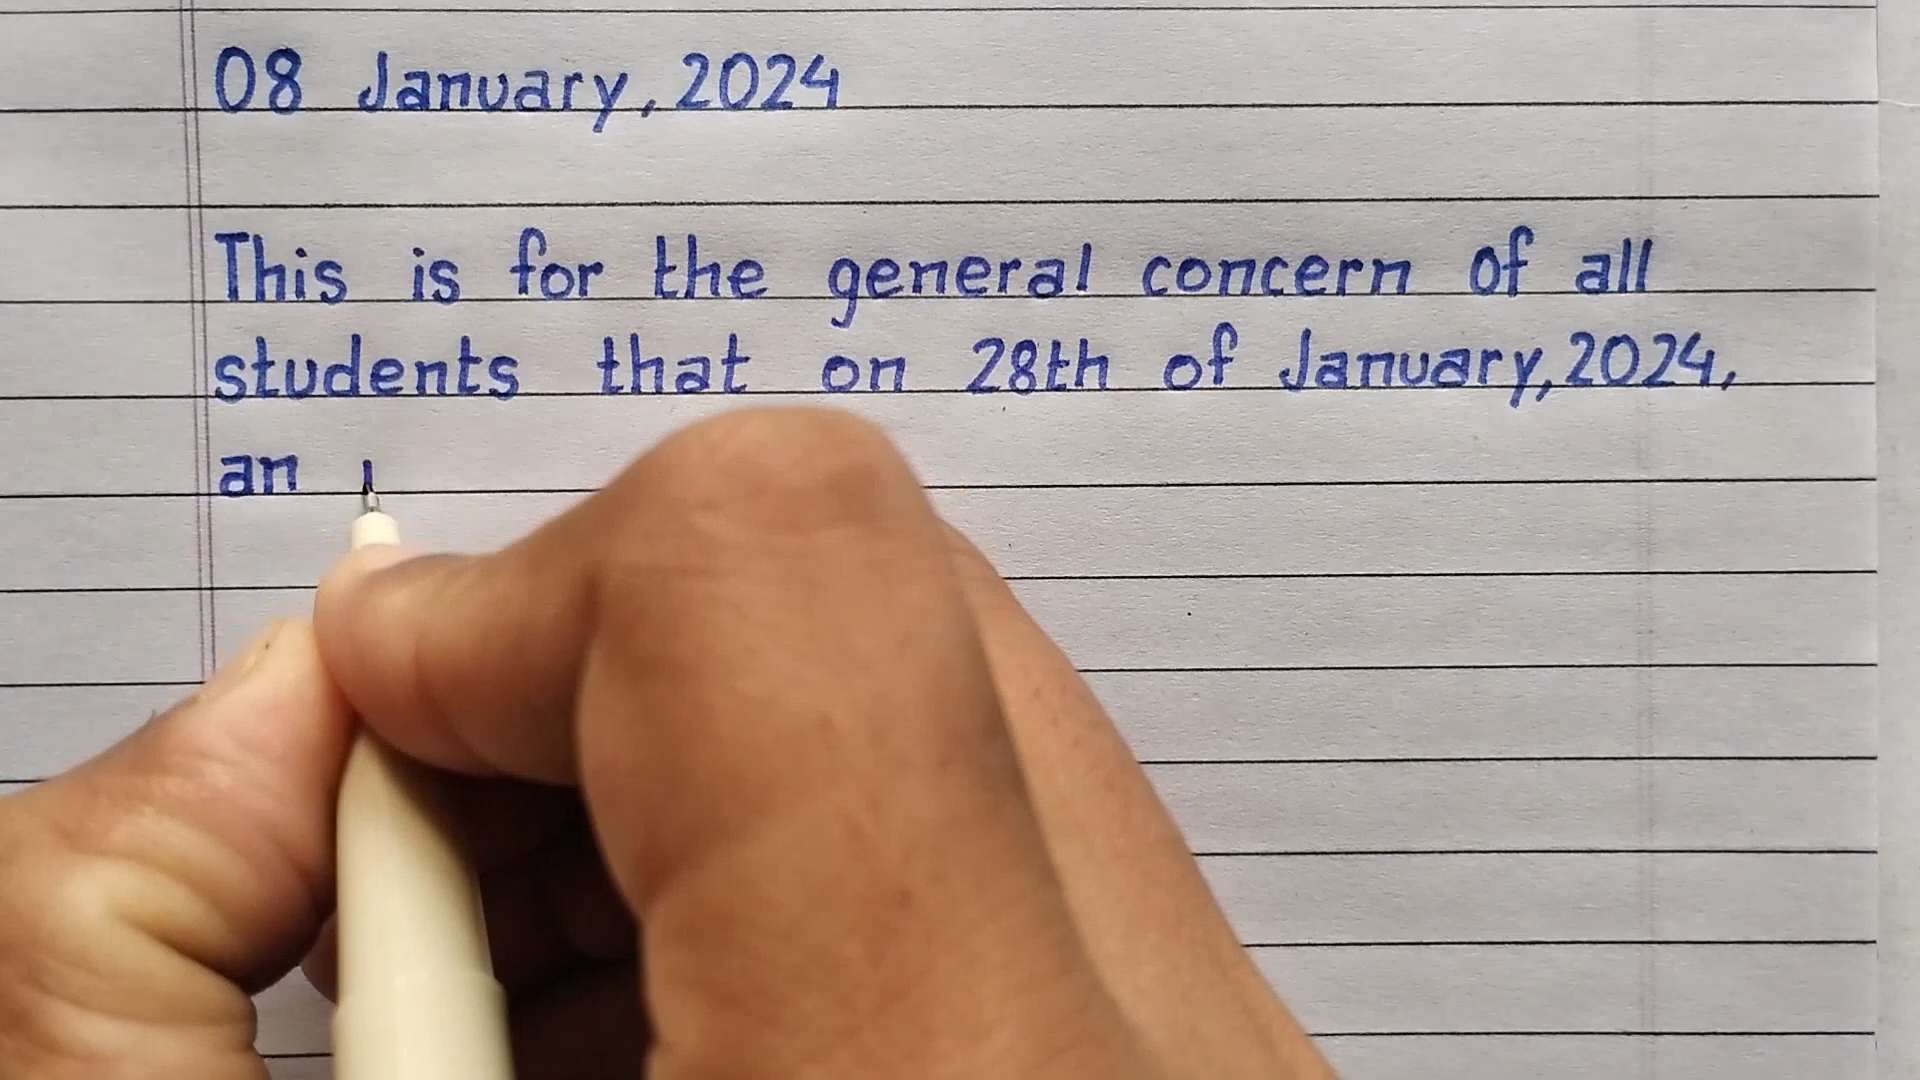 08 January, 2024
This is for the general concern of all
students that on 28th of January, 2024,
an